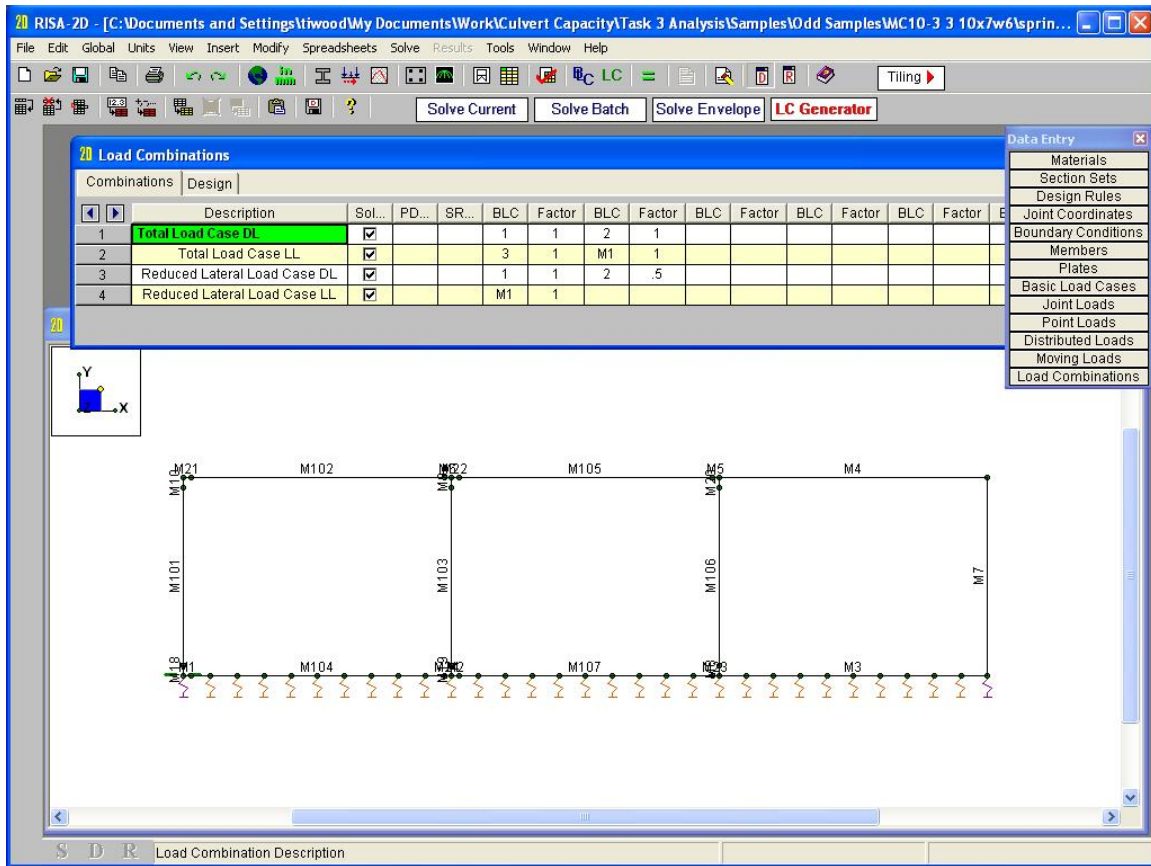 2D RISA-2D - [C:\Documents and Settings\tiwood\My Documents\Work\Culvert Capacity\Task 3 Analysis\Samples\Odd Samples\MC10-3 3 10x7w6\sprin...
File Edit Global Units View Insert Modify Spreadsheets Solve Results Tools Window Help
in BLC LC = D R Tiling
Solve Current Solve Batch Solve Envelope LC Generator
Data Entry
Materials
Section Sets
Design Rules
Joint Coordinates
Boundary Conditions
Members
Plates
Basic Load Cases
Joint Loads
Point Loads
Distributed Loads
Moving Loads
Load Combinations
2D Load Combinations
Combinations Design
Description Sol... PD... SR... BLC Factor BLC Factor BLC Factor BLC Factor BLC Factor
1 Total Load Case DL 1 1 2 1
2 Total Load Case LL 3 1 M1 1
3 Reduced Lateral Load Case DL 1 1 2 .5
4 Reduced Lateral Load Case LL M1 1
2D
Y
X
M21 M102 M105 M5 M4
M101 M103 M106 M7
M18 M1 M104 M107 M3
S D R Load Combination Description